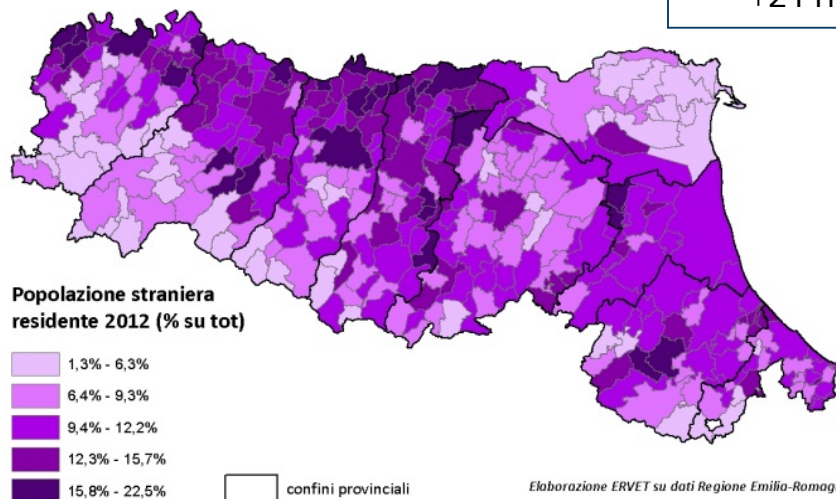 Popolazione straniera
residente 2012 (% su tot)
1,3% - 6,3%
6,4% - 9,3%
9,4% - 12,2%
12,3% - 15,7%
15,8% - 22,5%
confini provinciali
Elaborazione ERVET su dati Regione Emilia-Romag